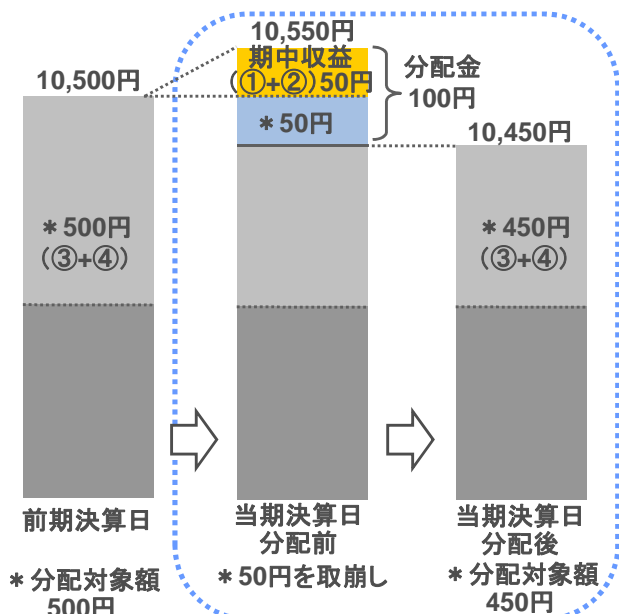 10,500円
＊500円
（③+④）
前期決算日
＊分配対象額
500円
10,550円
期中収益
（①+②）50円
＊50円
分配金
100円
当期決算日
分配前
＊50円を取崩し
10,450円
＊450円
（③+④）
当期決算日
分配後
＊分配対象額
450円